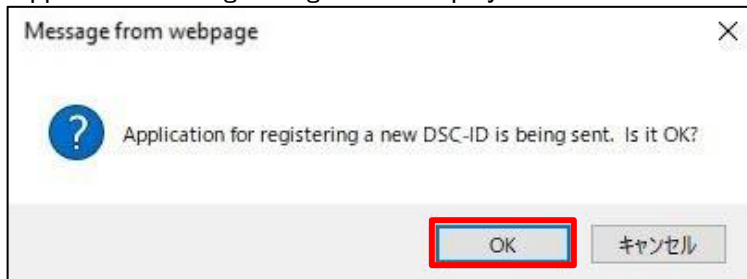 Message from webpage
Application for registering a new DSC-ID is being sent. Is it OK?
OK
キャンセル